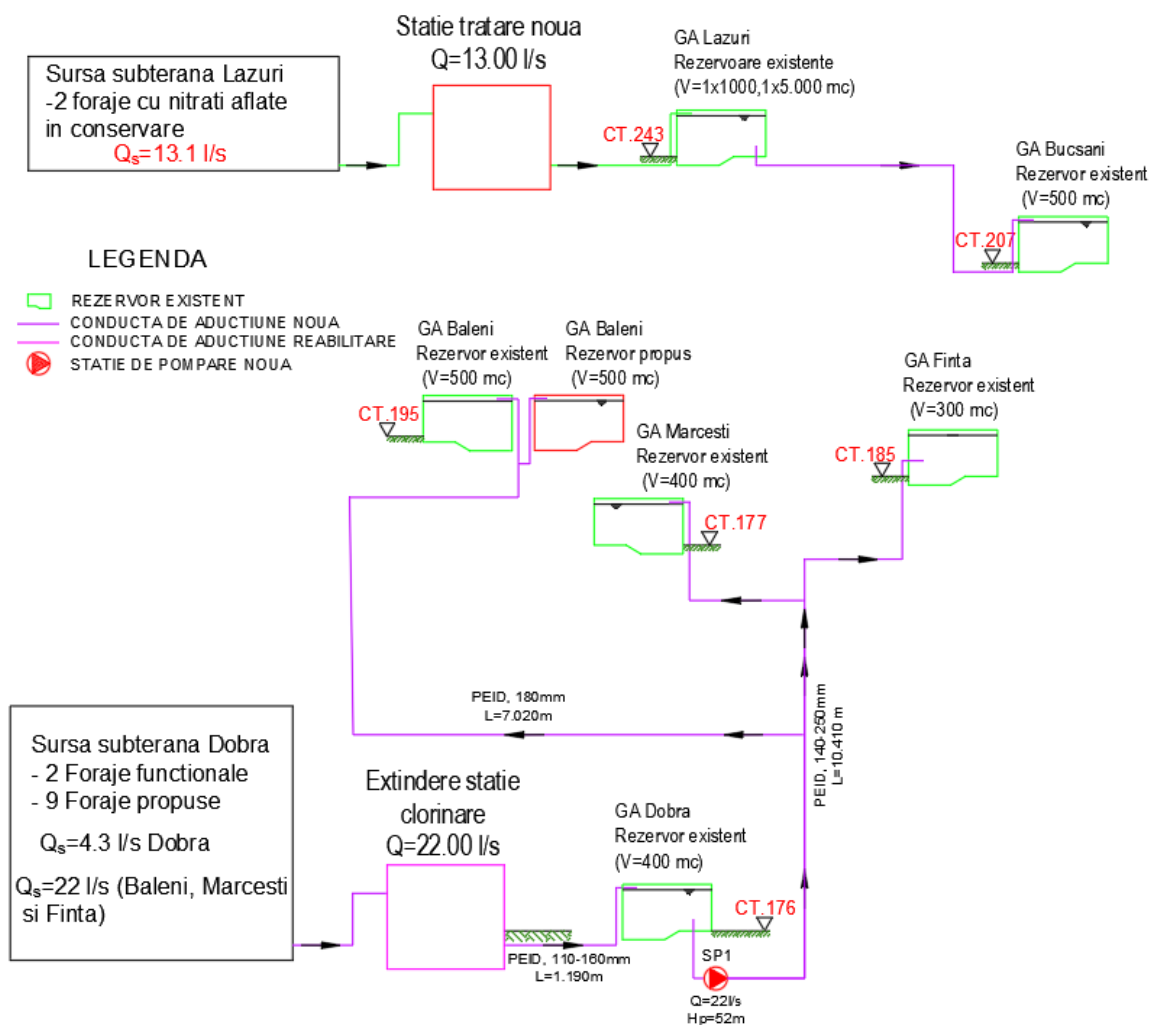 Statie tratare noua
Q=13.00 l/s
Sursa subterana Lazuri
-2 foraje cu nitrati aflate
in conservare
Qs=13.1 l/s
GA Lazuri
Rezervoare existente
(V=1x1000,1x5.000 mc)
CT.243
GA Bucsani
Rezervor existent
(V=500 mc)
CT.207
LEGENDA
REZERVOR EXISTENT
CONDUCTA DE ADUCTIUNE NOUA
CONDUCTA DE ADUCTIUNE REABILITARE
STATIE DE POMPARE NOUA
GA Baleni
Rezervor existent
(V=500 mc)
CT.195
GA Baleni
Rezervor propus
(V=500 mc)
GA Marcesti
Rezervor existent
(V=400 mc)
CT.177
GA Finta
Rezervor existent
(V=300 mc)
CT.185
PEID, 180mm
L=7.020m
PEID, 140-250mm
L=10.410 m
Sursa subterana Dobra
- 2 Foraje functionale
- 9 Foraje propuse
Qs=4.3 l/s Dobra
Qs=22 l/s (Baleni, Marcesti
si Finta)
Extindere statie
clorinare
Q=22.00 l/s
PEID, 110-160mm
L=1.190m
GA Dobra
Rezervor existent
(V=400 mc)
CT.176
SP1
Q=22l/s
Hp=52m